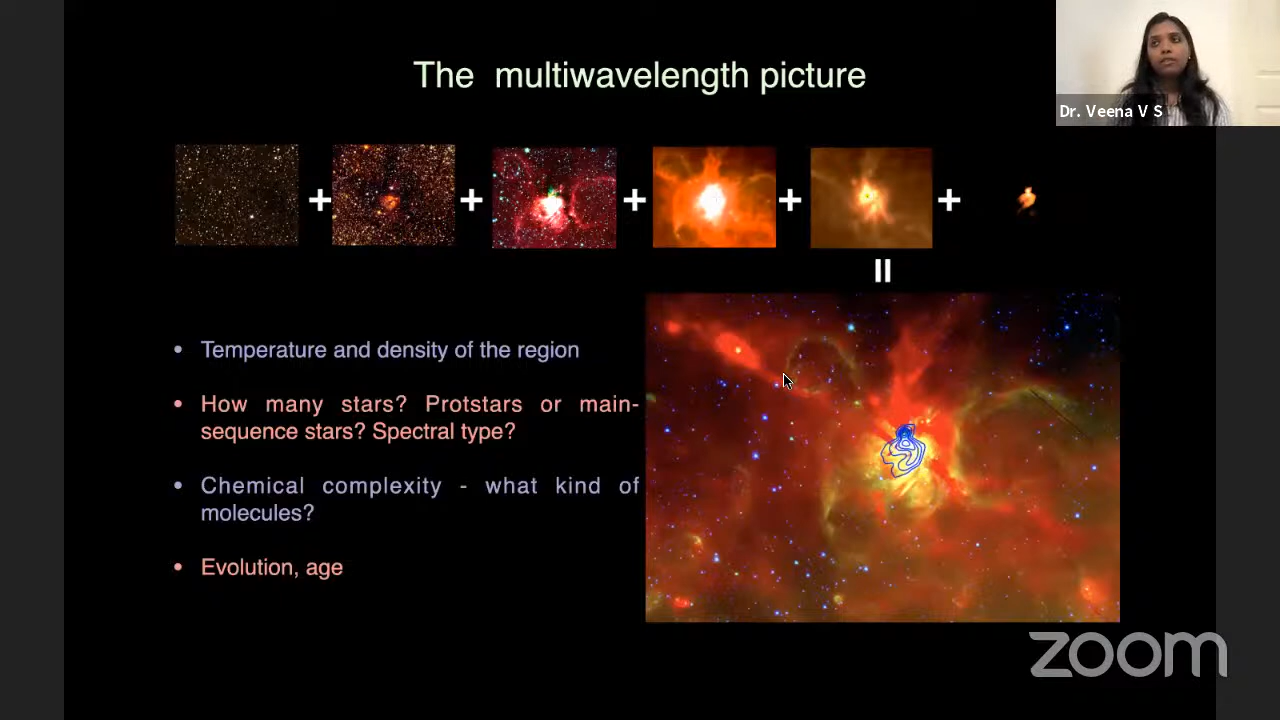 The multiwavelength picture
Dr. Veena V S
+ + + + +
=
• Temperature and density of the region
• How many stars? Protstars or main-
sequence stars? Spectral type?
• Chemical complexity - what kind of
molecules?
• Evolution, age
zoom